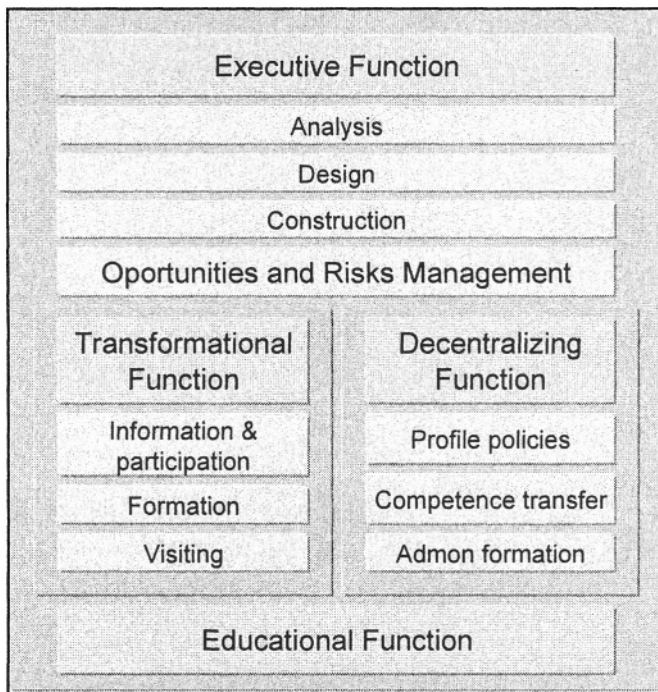 Executive Function
Analysis
Design
Construction
Oportunities and Risks Management
Transformational
Function
Information &
participation
Formation
Visiting
Decentralizing
Function
Profile policies
Competence transfer
Admon formation
Educational Function